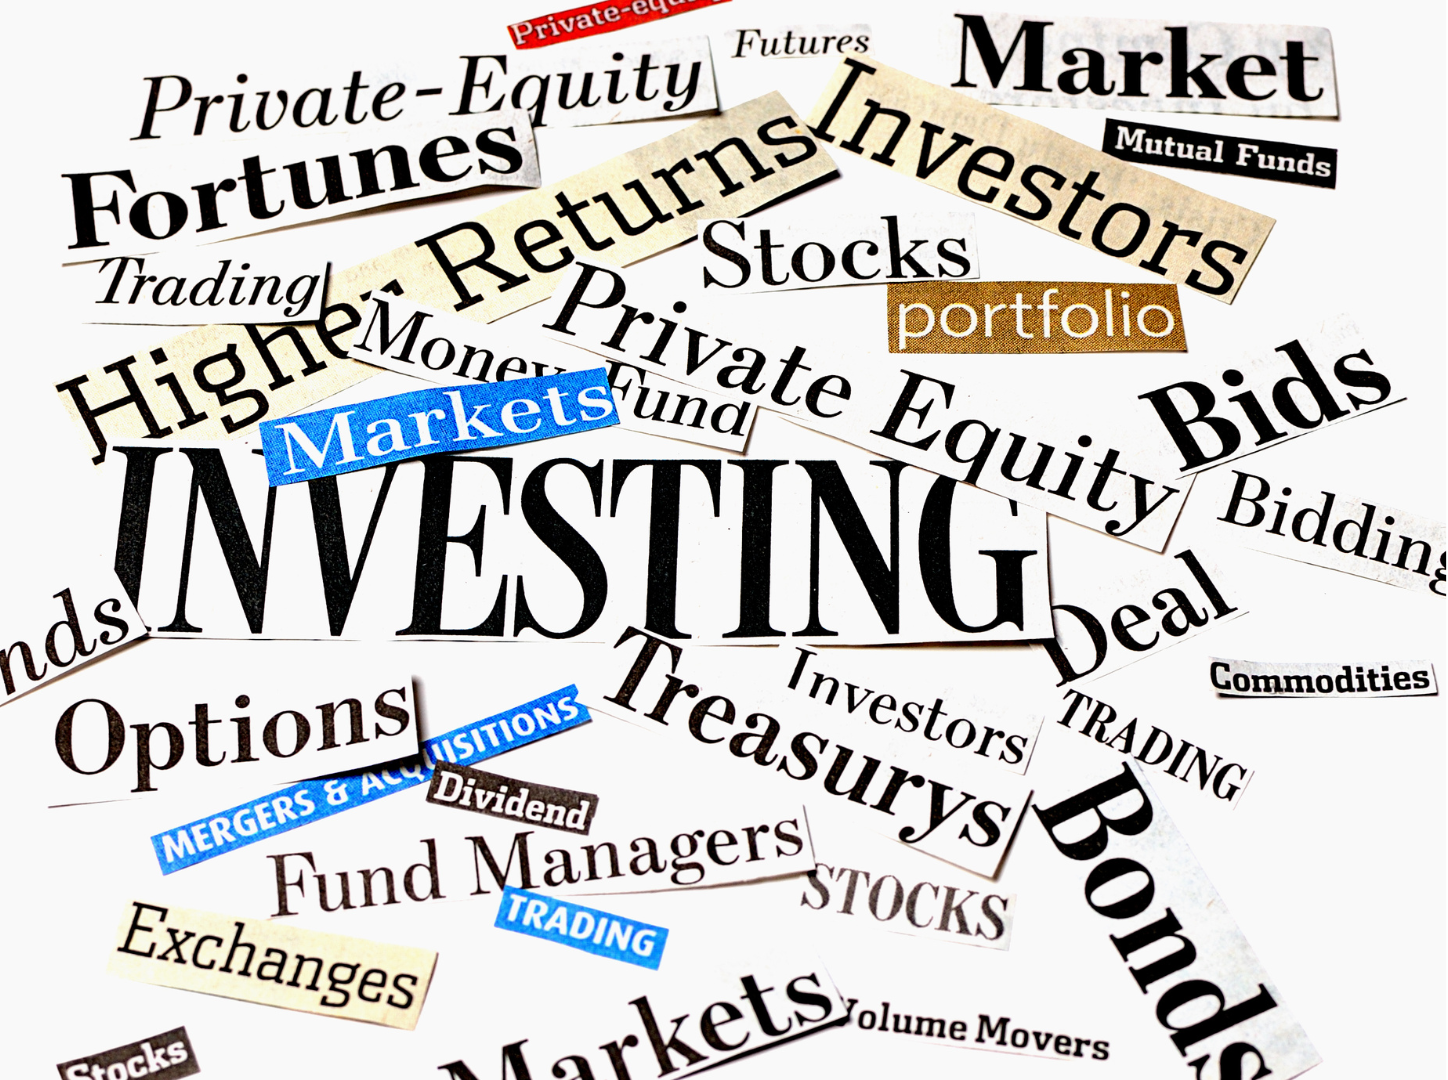 Private-equ
Futures
Market
Private-Equity
Investors
Mutual Funds
Fortunes
Higher Returns
Stocks
Trading
portfolio
Money Fund
Private Equity
Bids
Markets
INVESTING
Bidding
Deal
nds
Investors
Commodities
Treasurys
TRADING
Options
MERGERS & ACQUISITIONS
Dividend
Fund Managers
Bonds
STOCKS
TRADING
Exchanges
Markets
Volume Movers
Stocks